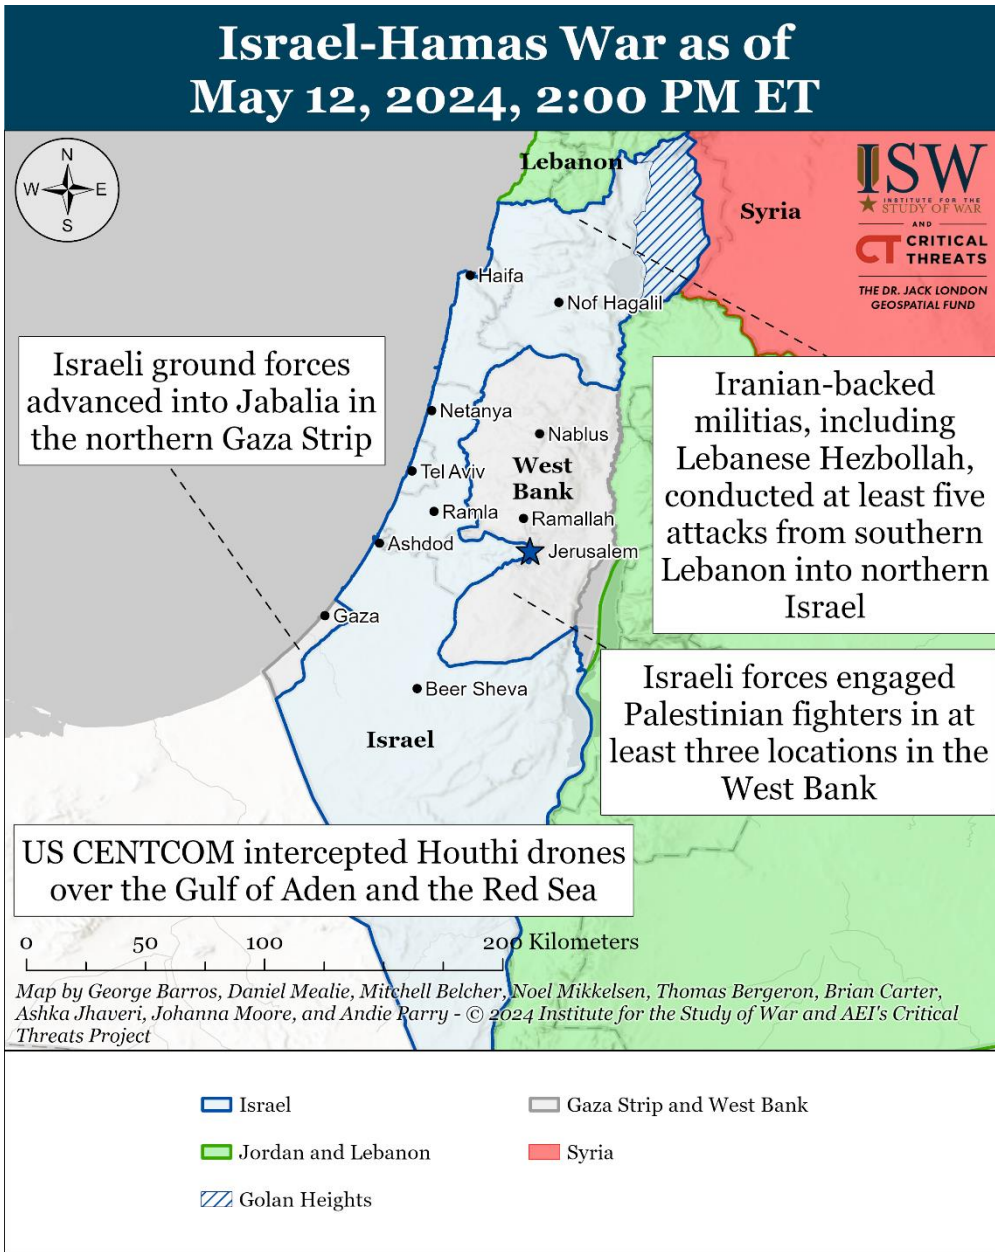 Israel-Hamas War as of
May 12, 2024, 2:00 PM ET
N
W
E
S
Lebanon
Syria
ISW
INSTITUTE FOR THE
STUDY OF WAR
AND
CT CRITICAL
THREATS
THE DR. JACK LONDON
GEOSPATIAL FUND
Haifa
Nof Hagalil
Israeli ground forces
advanced into Jabalia in
the northern Gaza Strip
Iranian-backed
militias, including
Lebanese Hezbollah,
conducted at least five
attacks from southern
Lebanon into northern
Israel
Netanya
Nablus
Tel Aviv
West
Bank
Ramla
Ramallah
Ashdod
Jerusalem
Gaza
Beer Sheva
Israel
Israeli forces engaged
Palestinian fighters in at
least three locations in the
West Bank
US CENTCOM intercepted Houthi drones
over the Gulf of Aden and the Red Sea
0 50 100 200 Kilometers
Map by George Barros, Daniel Mealie, Mitchell Belcher, Noel Mikkelsen, Thomas Bergeron, Brian Carter,
Ashka Jhaveri, Johanna Moore, and Andie Parry - © 2024 Institute for the Study of War and AEI's Critical
Threats Project
Israel
Gaza Strip and West Bank
Jordan and Lebanon
Syria
Golan Heights